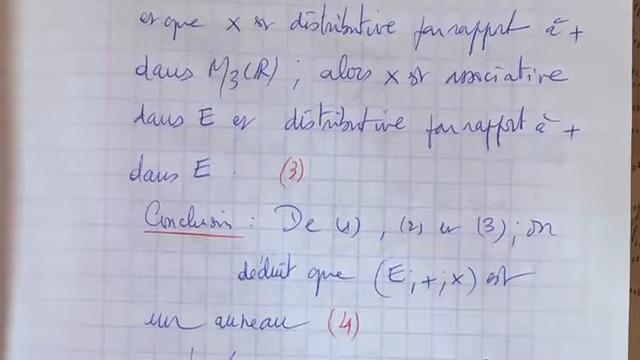 et que × est distributive par rapport à +
dans M₃(R) ; alors × est associative
dans E et distributive par rapport à +
dans E. (3)
Conclusion : De (1), (2) et (3) ; on
déduit que (E ; + ; ×) est
un anneau (4)